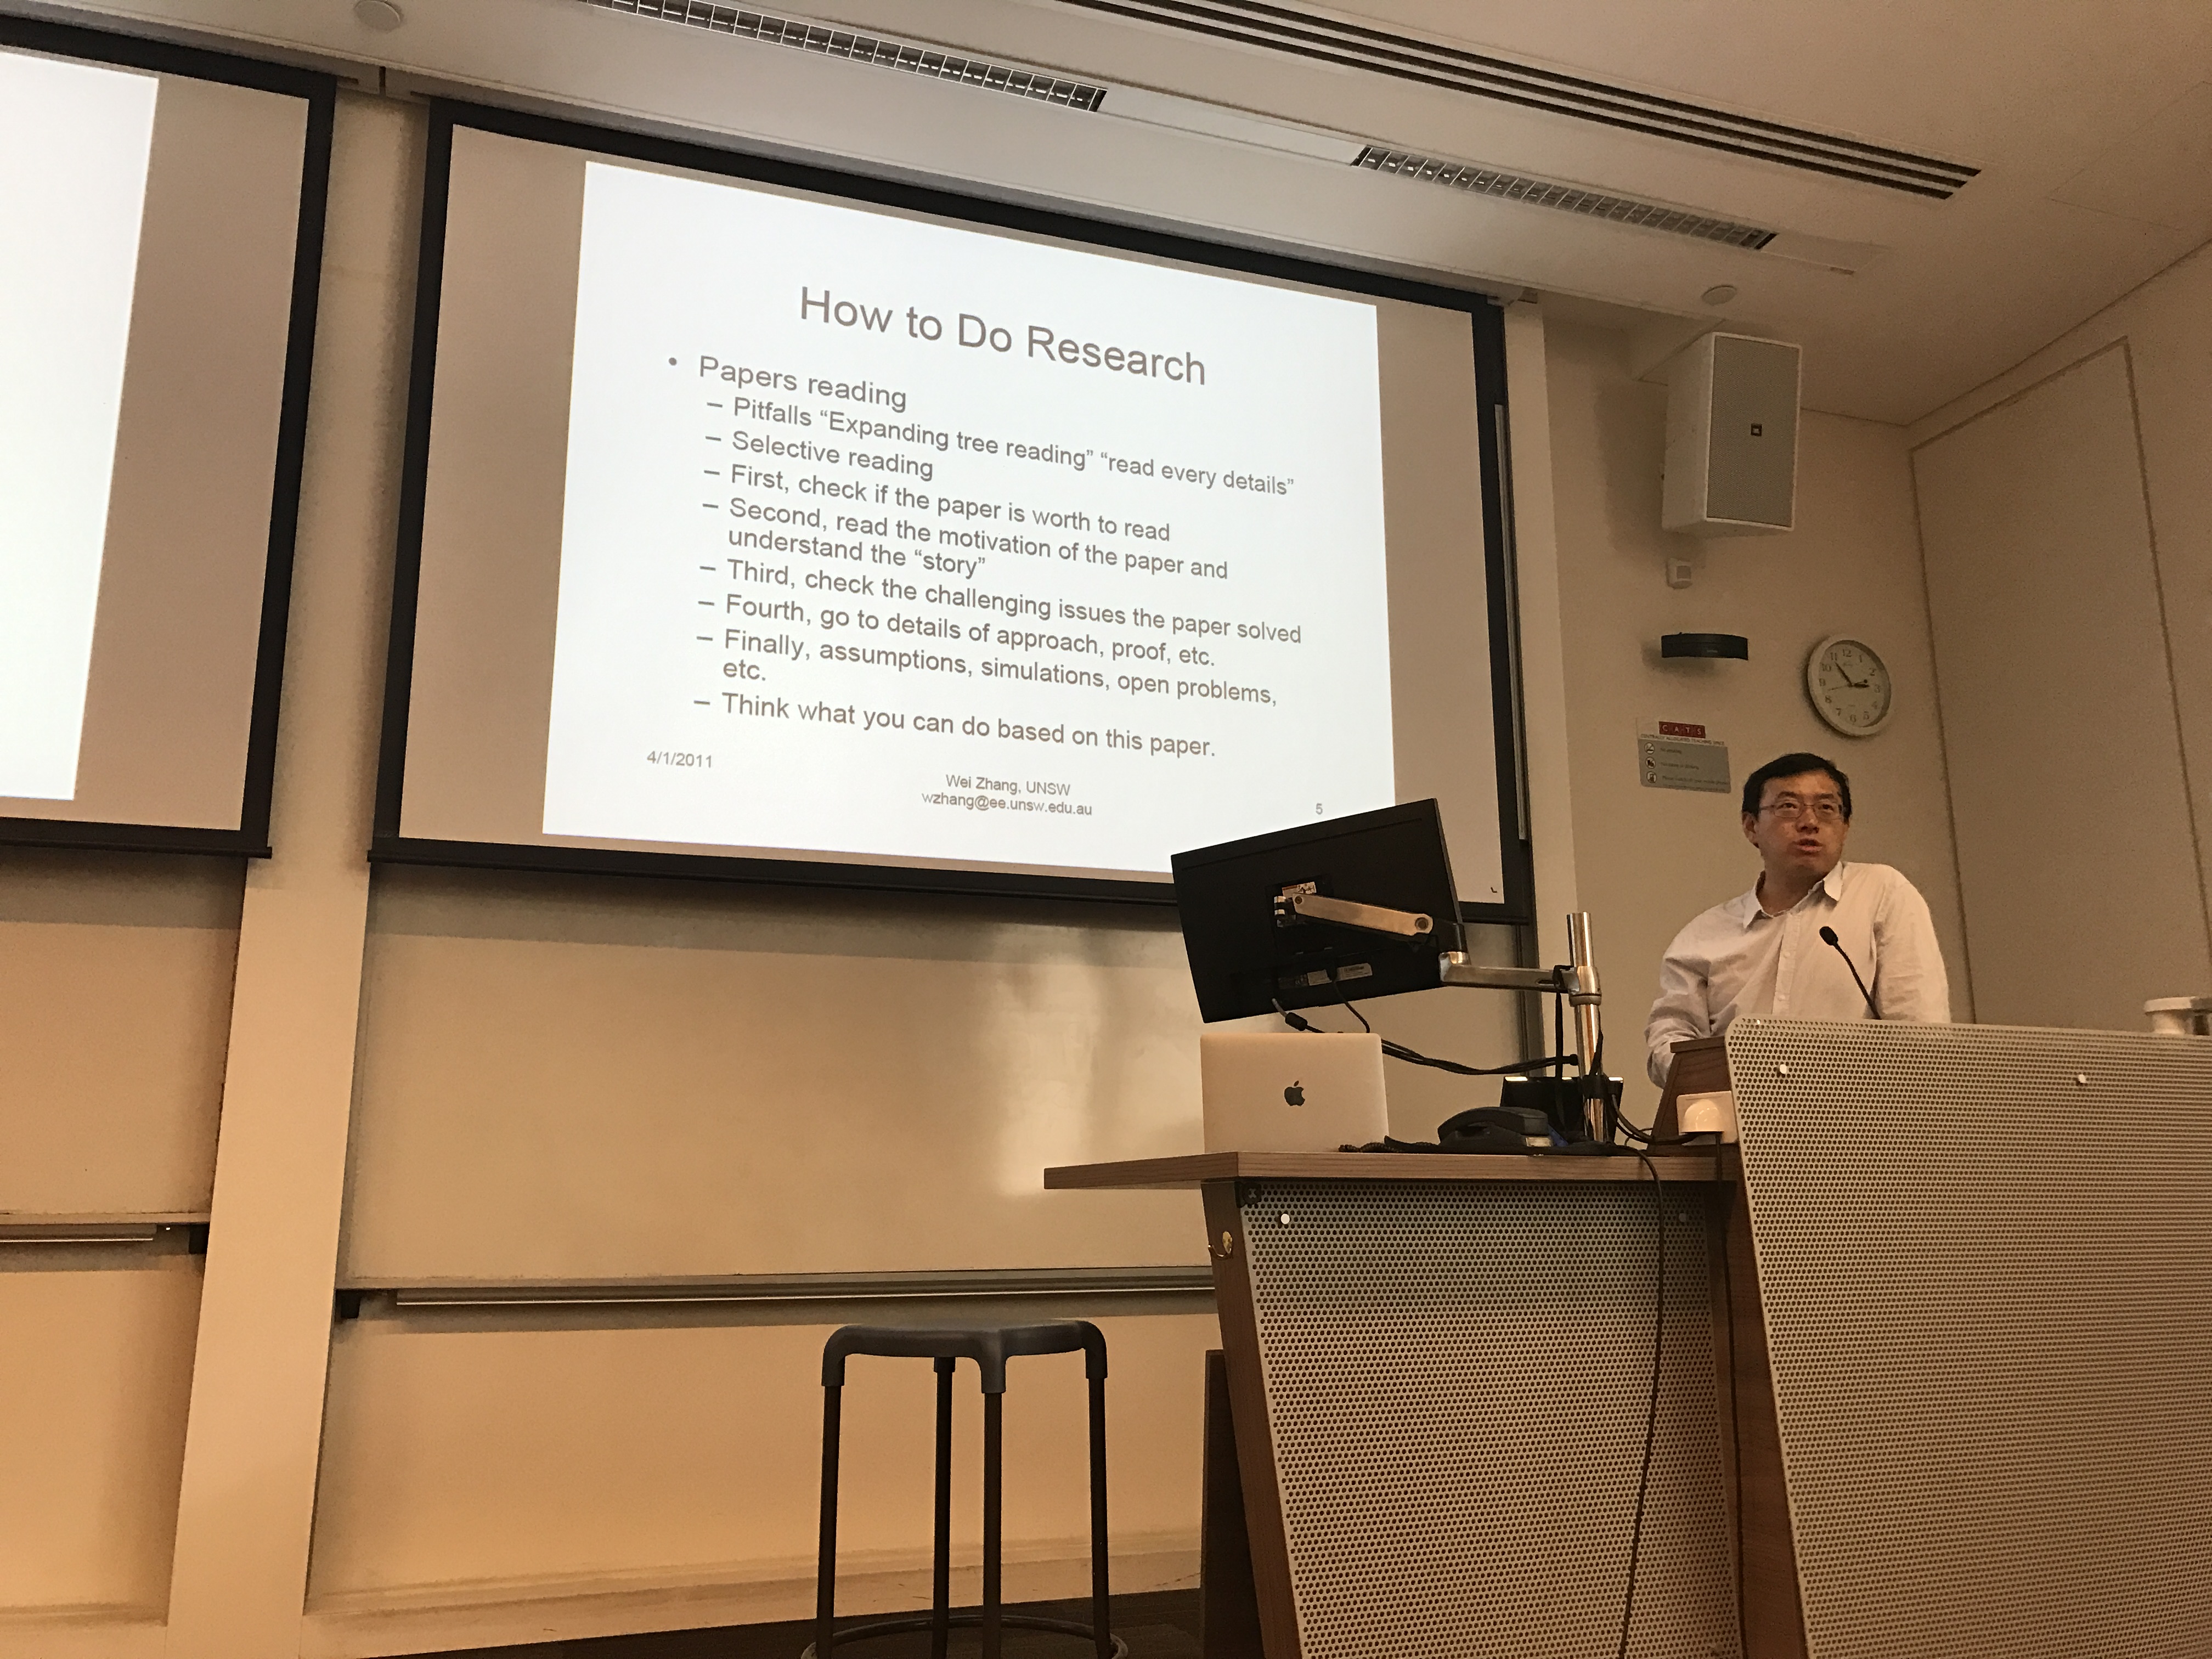 How to Do Research
• Papers reading
– Pitfalls “Expanding tree reading” “read every details”
– Selective reading
– First, check if the paper is worth to read
– Second, read the motivation of the paper and
understand the “story”
– Third, check the challenging issues the paper solved
– Fourth, go to details of approach, proof, etc.
– Finally, assumptions, simulations, open problems,
etc.
– Think what you can do based on this paper.
4/1/2011
Wei Zhang, UNSW
wzhang@ee.unsw.edu.au
5
CATS